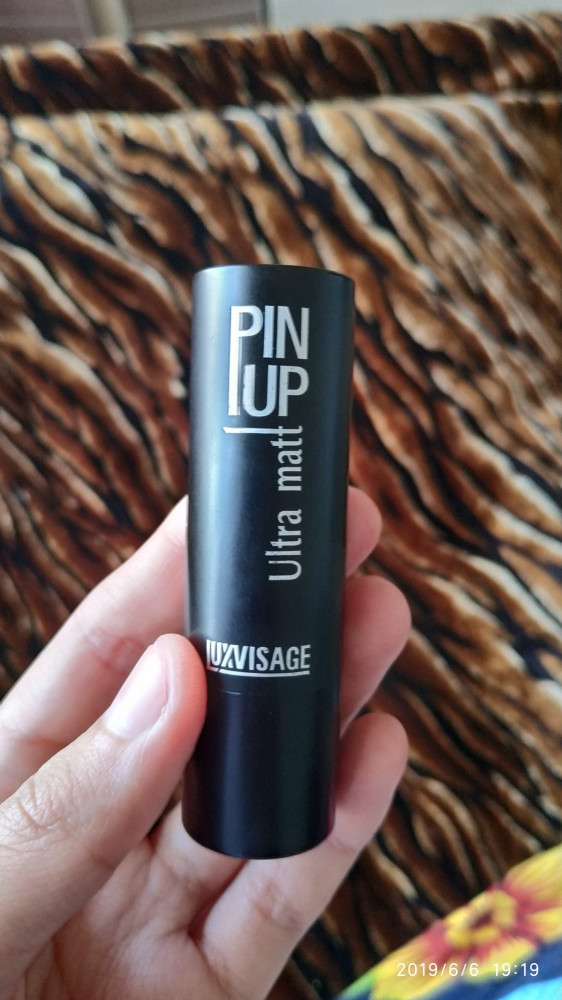 PIN
UP
Ultra matt
LUXVISAGE
2019/6/6 19:19